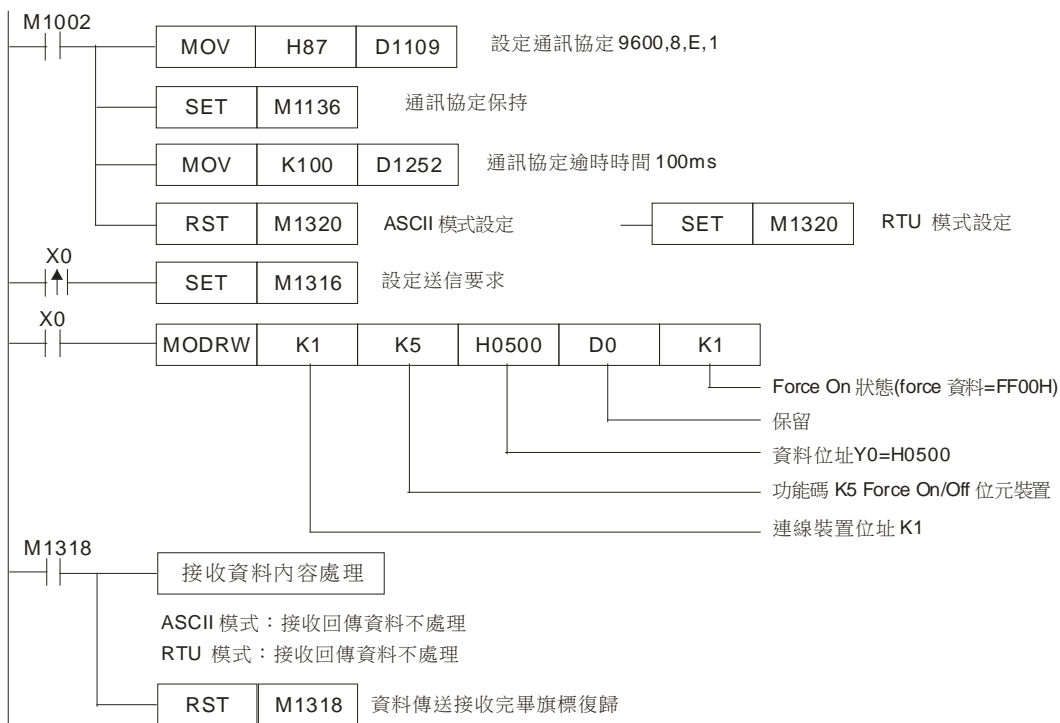 M1002
MOV H87 D1109 設定通訊協定 9600,8,E,1
SET M1136 通訊協定保持
MOV K100 D1252 通訊協定逾時時間 100ms
RST M1320 ASCII 模式設定 SET M1320 RTU 模式設定
X0
SET M1316 設定送信要求
X0
MODRW K1 K5 H0500 D0 K1
Force On 狀態(force 資料=FF00H)
保留
資料位址Y0=H0500
功能碼 K5 Force On/Off 位元裝置
連線裝置位址 K1
M1318
接收資料內容處理
ASCII 模式：接收回傳資料不處理
RTU 模式：接收回傳資料不處理
RST M1318 資料傳送接收完畢旗標復歸